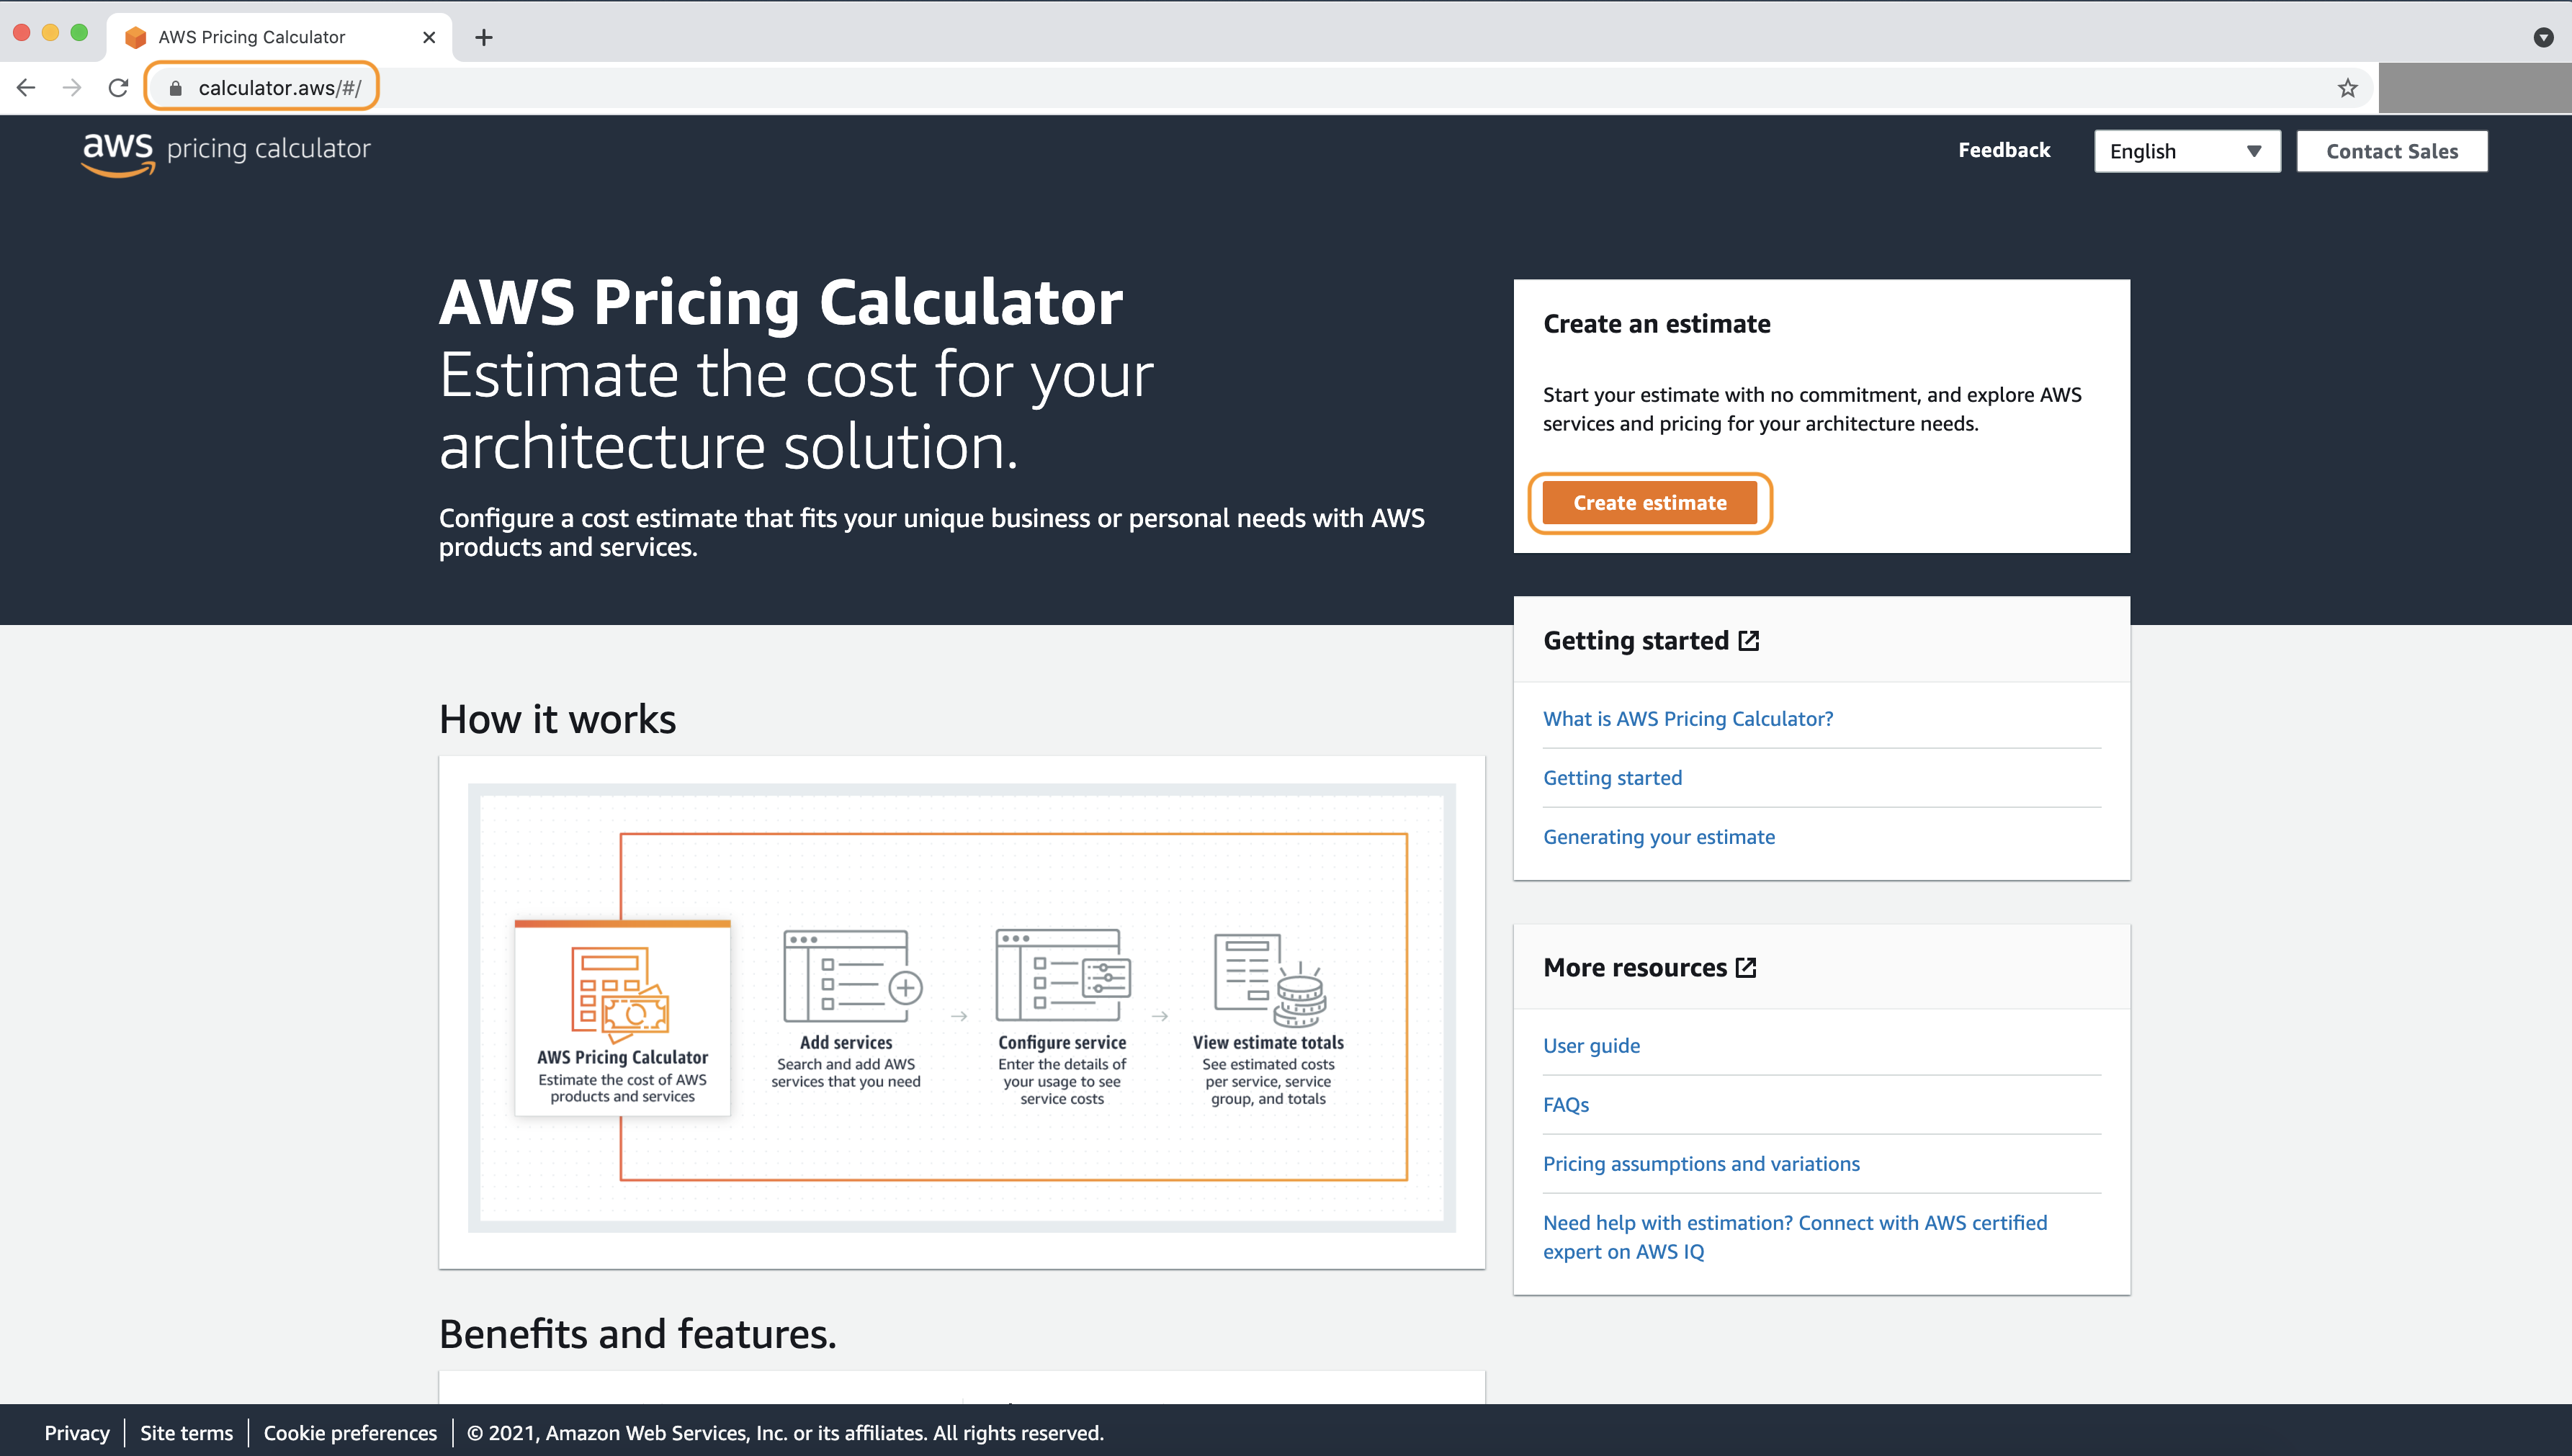 AWS Pricing Calculator
calculator.aws/#/
aws pricing calculator
Feedback
English
Contact Sales
AWS Pricing Calculator
Estimate the cost for your
architecture solution.
Configure a cost estimate that fits your unique business or personal needs with AWS
products and services.
Create an estimate
Start your estimate with no commitment, and explore AWS
services and pricing for your architecture needs.
Create estimate
Getting started
What is AWS Pricing Calculator?
Getting started
Generating your estimate
How it works
AWS Pricing Calculator
Estimate the cost of AWS
products and services
Add services
Search and add AWS
services that you need
Configure service
Enter the details of
your usage to see
service costs
View estimate totals
See estimated costs
per service, service
group, and totals
More resources
User guide
FAQs
Pricing assumptions and variations
Need help with estimation? Connect with AWS certified
expert on AWS IQ
Benefits and features.
Privacy
Site terms
Cookie preferences
© 2021, Amazon Web Services, Inc. or its affiliates. All rights reserved.